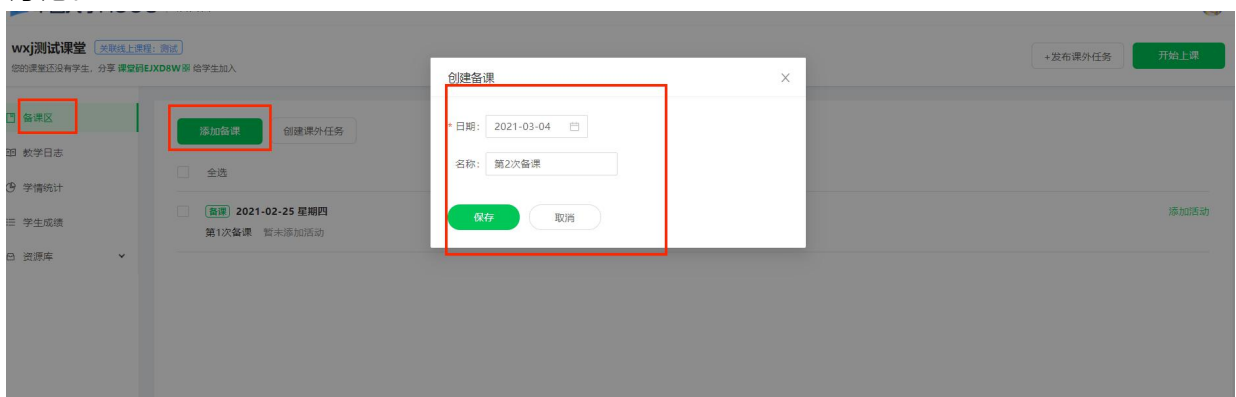 wxj测试课堂 关联线上课程: 测试
您的课堂还没有学生, 分享 课堂码EJXD8W 给学生加入
+发布课外任务 开始上课
备课区
教学日志
学情统计
学生成绩
资源库
添加备课 创建课外任务
全选
备课 2021-02-25 星期四
第1次备课 暂未添加活动
添加活动
创建备课
* 日期: 2021-03-04
名称: 第2次备课
保存 取消